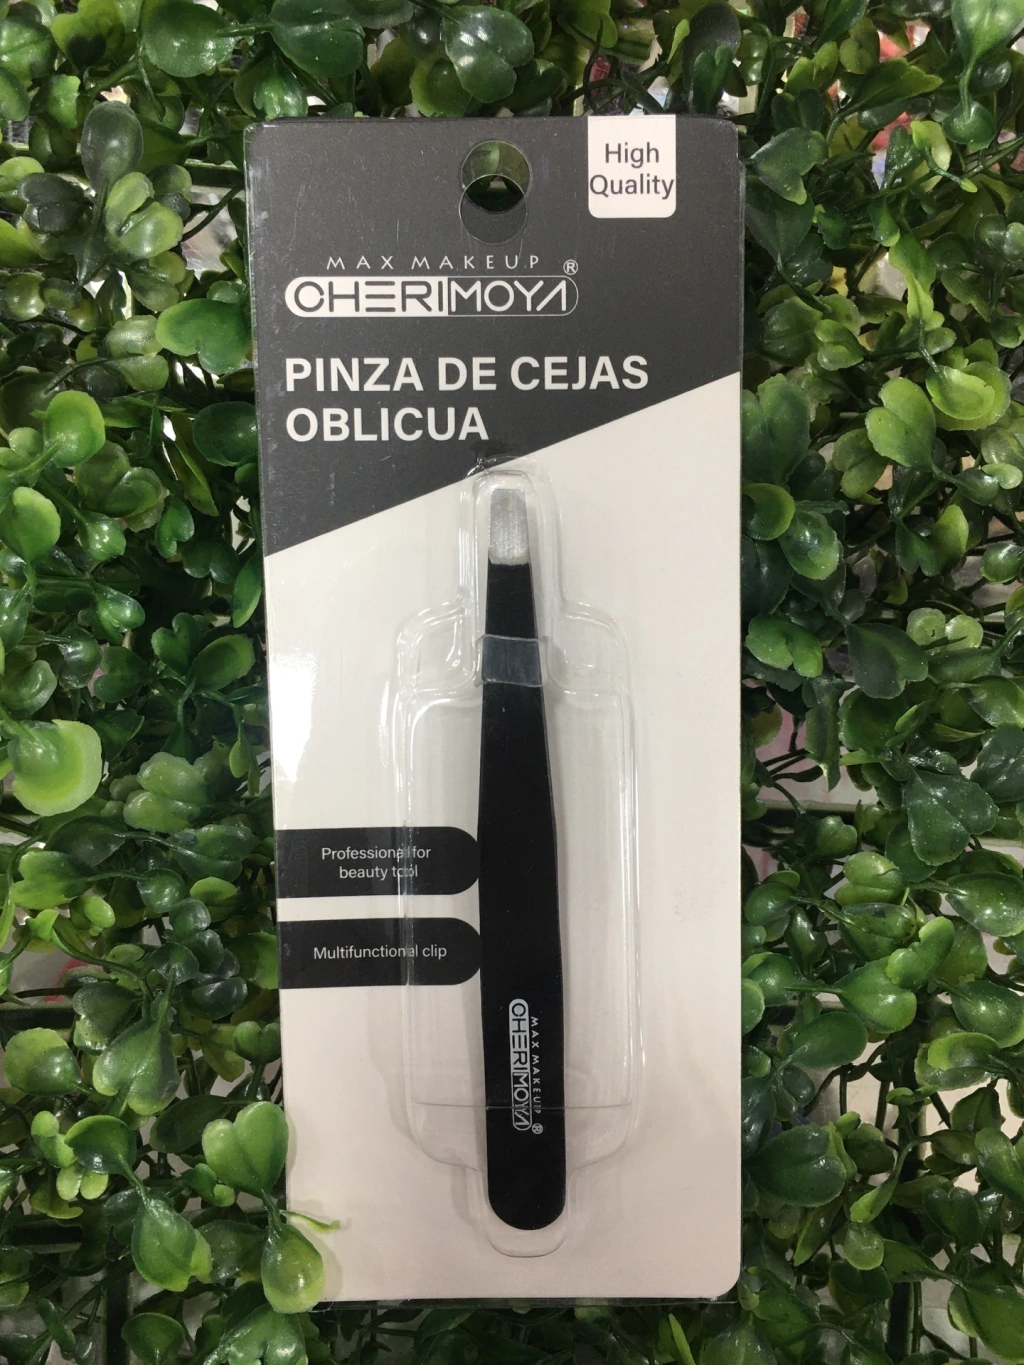 High
Quality
MAX MAKEUP
CHERIMOYA®
PINZA DE CEJAS
OBLICUA
Professional for
beauty tool
Multifunctional clip
MAX MAKEUP
CHERIMOYA®